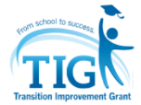 From school to success.
TIG
Transition Improvement Grant